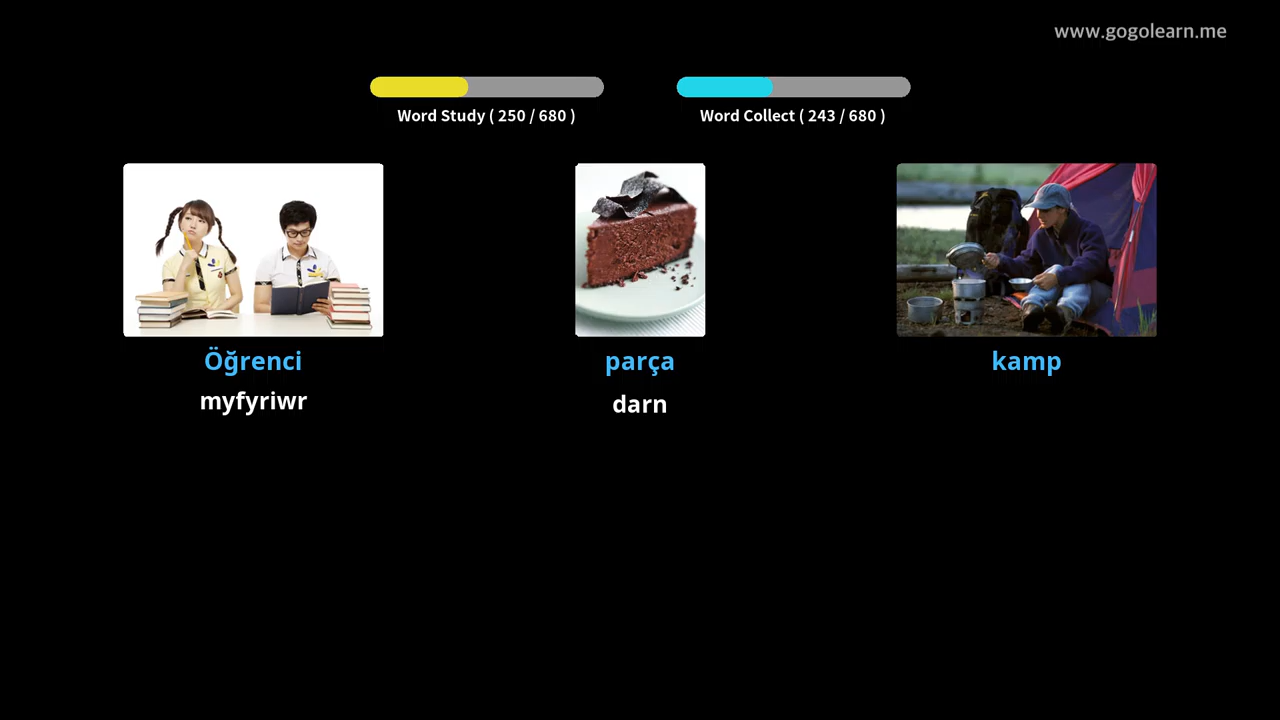 www.gogolearn.me
Word Study ( 250 / 680 )
Word Collect ( 243 / 680 )
Öğrenci
parça
kamp
myfyriwr
darn